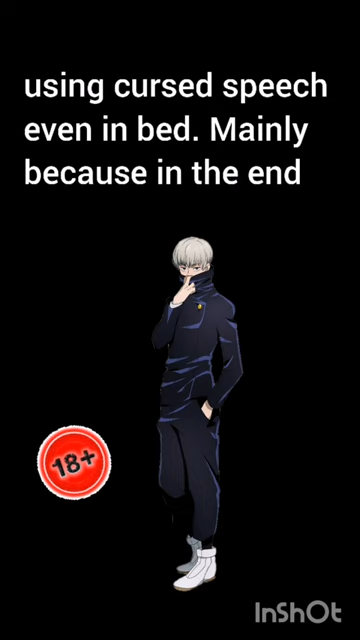 using cursed speech
even in bed. Mainly
because in the end
18+
InShOt